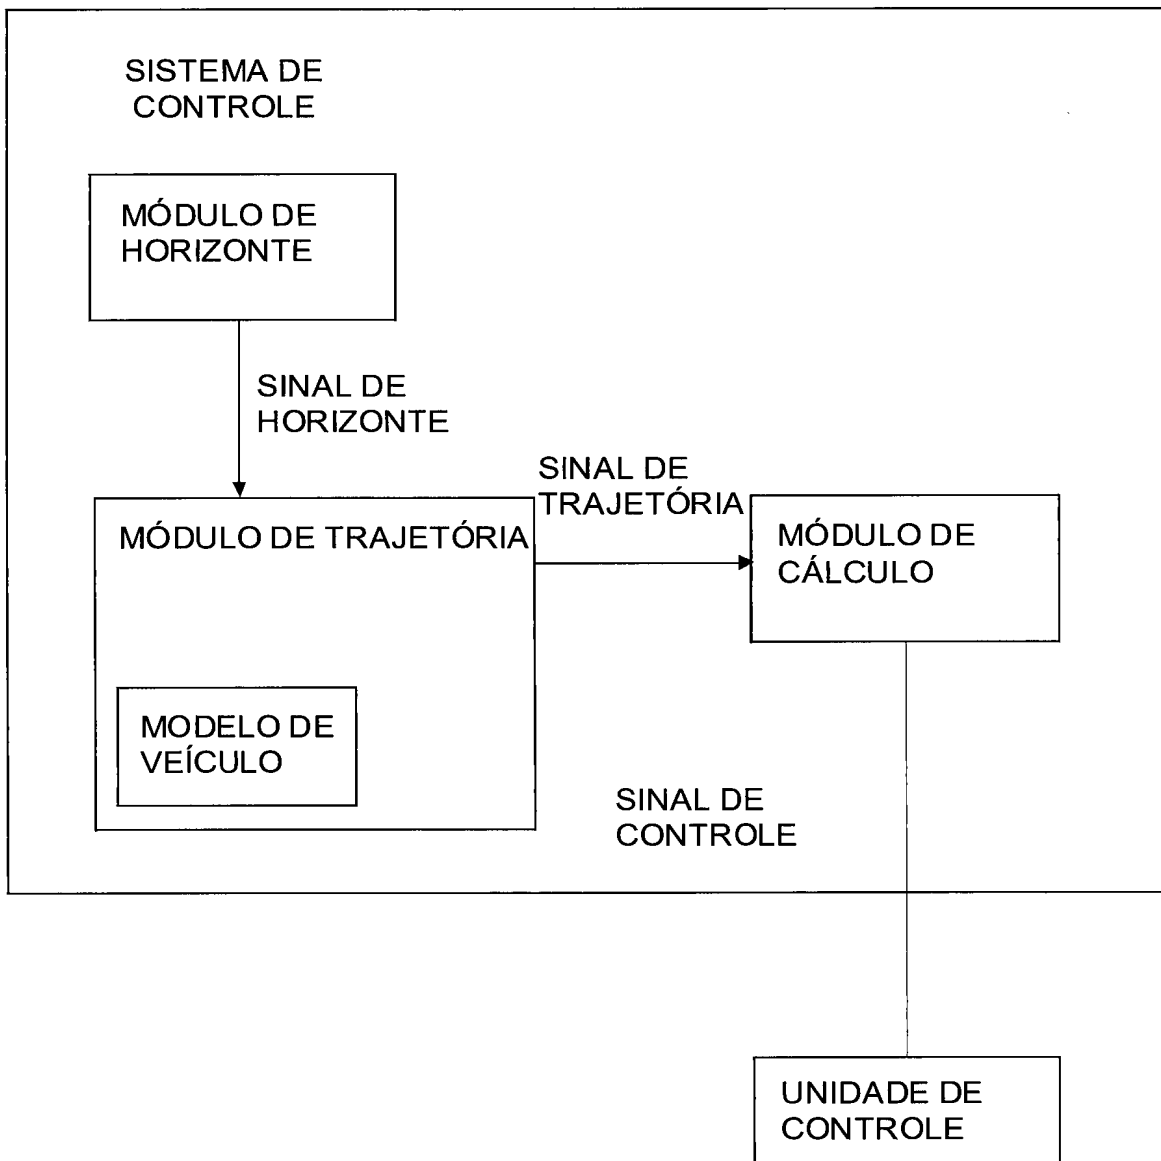 SISTEMA DE
CONTROLE
MÓDULO DE
HORIZONTE
SINAL DE
HORIZONTE
SINAL DE
TRAJETÓRIA
MÓDULO DE TRAJETÓRIA
MÓDULO DE
CÁLCULO
MODELO DE
VEÍCULO
SINAL DE
CONTROLE
UNIDADE DE
CONTROLE